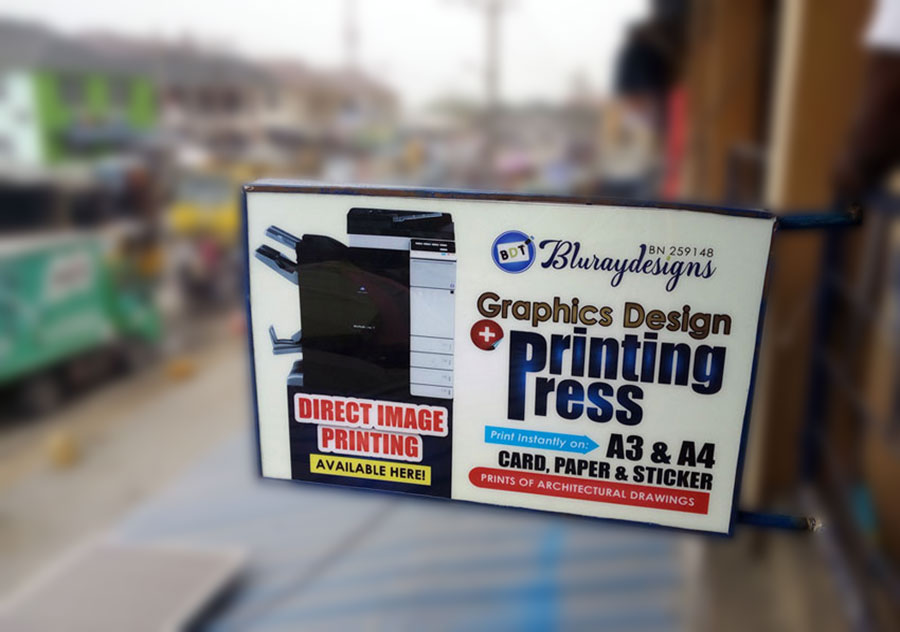 DIRECT IMAGE
PRINTING
AVAILABLE HERE!
BDT
BN 259148
Bluraydesigns
Graphics Design
+
Printing
Press
Print Instantly on:
A3 & A4
CARD, PAPER & STICKER
PRINTS OF ARCHITECTURAL DRAWINGS